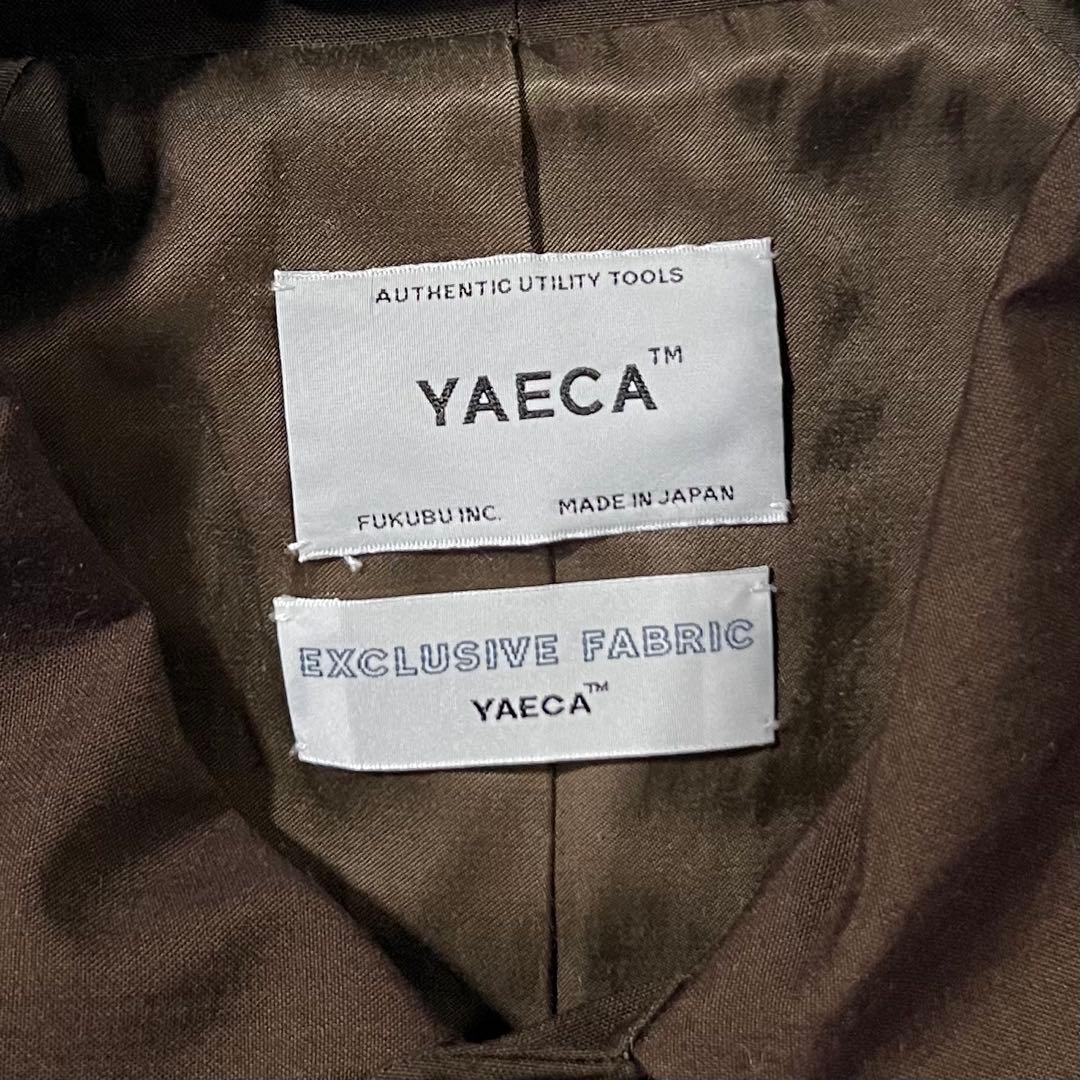 AUTHENTIC UTILITY TOOLS
YAECA™
FUKUBU INC. MADE IN JAPAN
EXCLUSIVE FABRIC
YAECA™